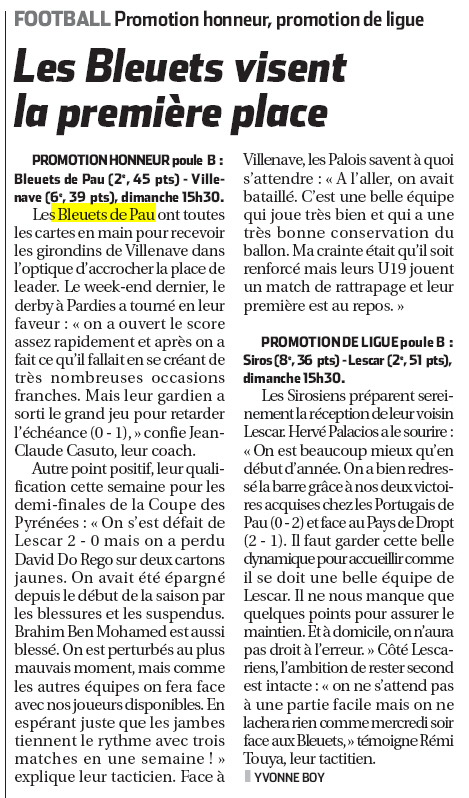 FOOTBALL Promotion honneur, promotion de ligue
Les Bleuets visent
la première place
PROMOTION HONNEUR poule B :
Bleuets de Pau (2e, 45 pts) - Ville-
nave (6e, 39 pts), dimanche 15h30.
Les Bleuets de Pau ont toutes
les cartes en main pour recevoir
les girondins de Villenave dans
l'optique d'accrocher la place de
leader. Le week-end dernier, le
derby à Pardies a tourné en leur
faveur : « on a ouvert le score
assez rapidement et après on a
fait ce qu'il fallait en se créant de
très nombreuses occasions
franches. Mais leur gardien a
sorti le grand jeu pour retarder
l'échéance (0 - 1), » confie Jean-
Claude Casuto, leur coach.
Autre point positif, leur quali-
fication cette semaine pour les
demi-finales de la Coupe des
Pyrénées : « On s'est défait de
Lescar 2 - 0 mais on a perdu
David Do Rego sur deux cartons
jaunes. On avait été épargné
depuis le début de la saison par
les blessures et les suspendus.
Brahim Ben Mohamed est aussi
blessé. On est perturbés au plus
mauvais moment, mais comme
les autres équipes on fera face
avec nos joueurs disponibles. En
espérant juste que les jambes
tiennent le rythme avec trois
matches en une semaine ! »
explique leur tacticien. Face à
Villenave, les Palois savent à quoi
s'attendre : « A l'aller, on avait
bataillé. C'est une belle équipe
qui joue très bien et qui a une
très bonne conservation du
ballon. Ma crainte était qu'il soit
renforcé mais leurs U19 jouent
un match de rattrapage et leur
première est au repos. »
PROMOTION DE LIGUE poule B :
Siros (8e, 36 pts) - Lescar (2e, 51 pts),
dimanche 15h30.
Les Sirosiens préparent serei-
nement la réception de leur voisin
Lescar. Hervé Palacios a le sourire :
« On est beaucoup mieux qu'en
début d'année. On a bien redres-
sé la barre grâce à nos deux victoi-
res acquises chez les Portugais de
Pau (0 - 2) et face au Pays de Dropt
(2 - 1). Il faut garder cette belle
dynamique pour accueillir comme
il se doit une belle équipe de
Lescar. Il ne nous manque que
quelques points pour assurer le
maintien. Et à domicile, on n'aura
pas droit à l'erreur. » Côté Lesca-
riens, l'ambition de rester second
est intacte : « on ne s'attend pas
à une partie facile mais on ne
lachera rien comme mercredi soir
face aux Bleuets, » témoigne Rémi
Touya, leur tactitien.
YVONNE BOY